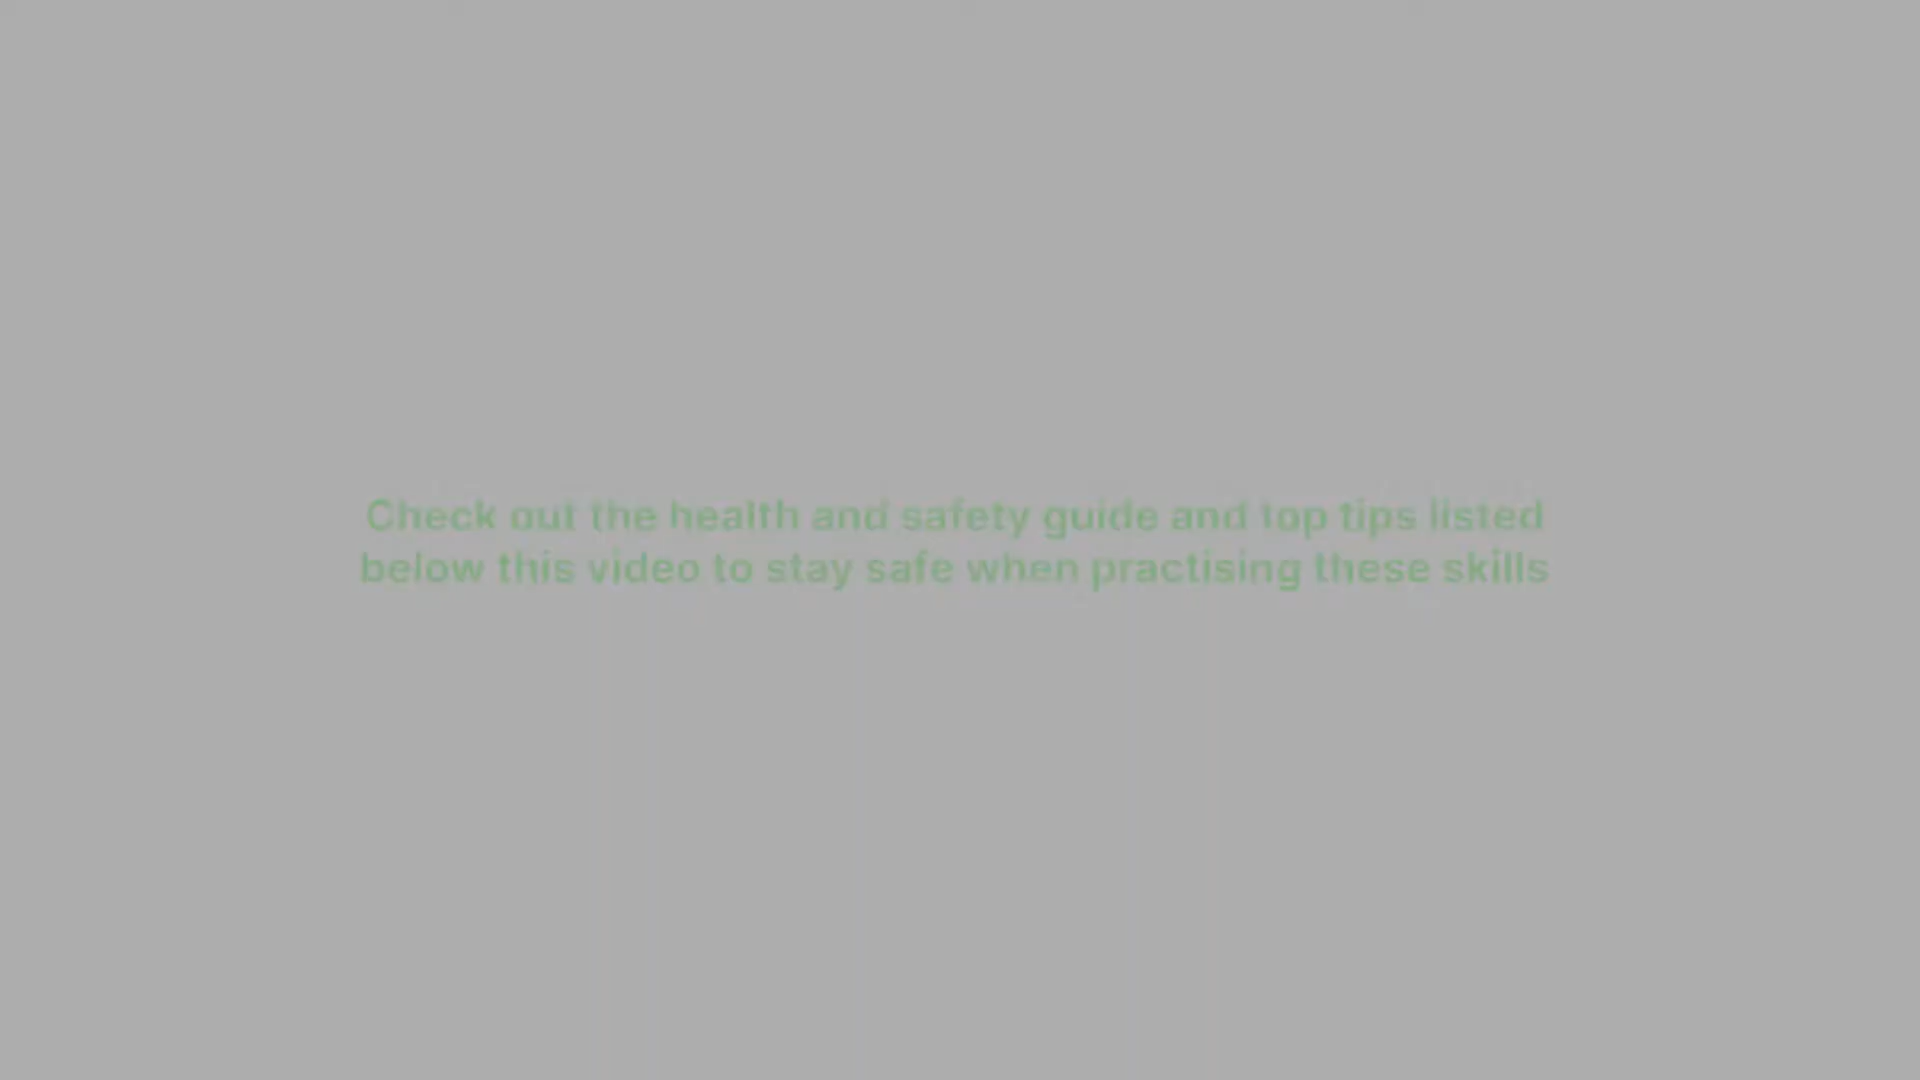 Check out the health and safety guide and top tips listed
below this video to stay safe when practising these skills